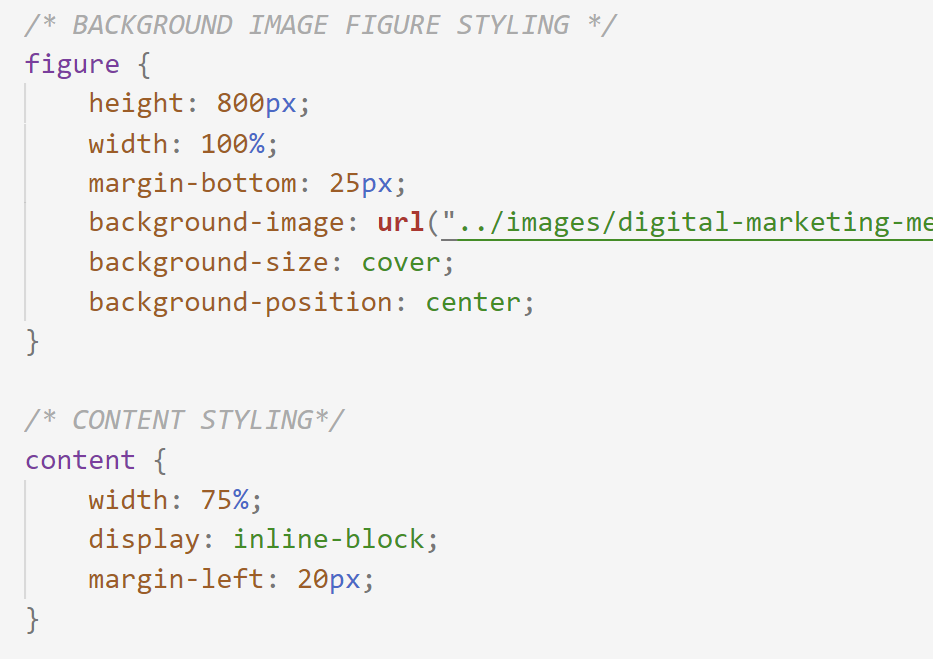 /* BACKGROUND IMAGE FIGURE STYLING */
figure {
    height: 800px;
    width: 100%;
    margin-bottom: 25px;
    background-image: url("../images/digital-marketing-me
    background-size: cover;
    background-position: center;
}

/* CONTENT STYLING*/
content {
    width: 75%;
    display: inline-block;
    margin-left: 20px;
}